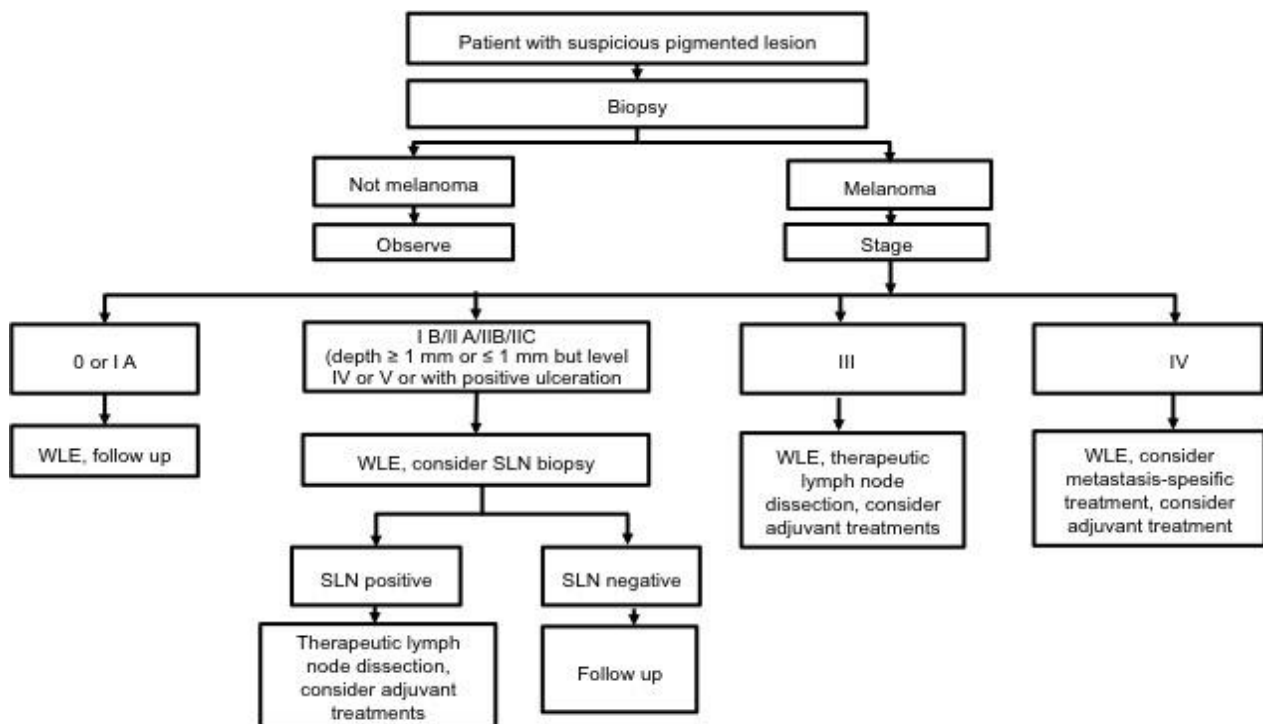 Patient with suspicious pigmented lesion
Biopsy
Not melanoma
Melanoma
Observe
Stage
0 or I A
I B/II A/IIB/IIC
(depth ≥ 1 mm or ≤ 1 mm but level
IV or V or with positive ulceration
III
IV
WLE, follow up
WLE, consider SLN biopsy
WLE, therapeutic
lymph node
dissection, consider
adjuvant treatments
WLE, consider
metastasis-spesific
treatment, consider
adjuvant treatment
SLN positive
SLN negative
Therapeutic lymph
node dissection,
consider adjuvant
treatments
Follow up